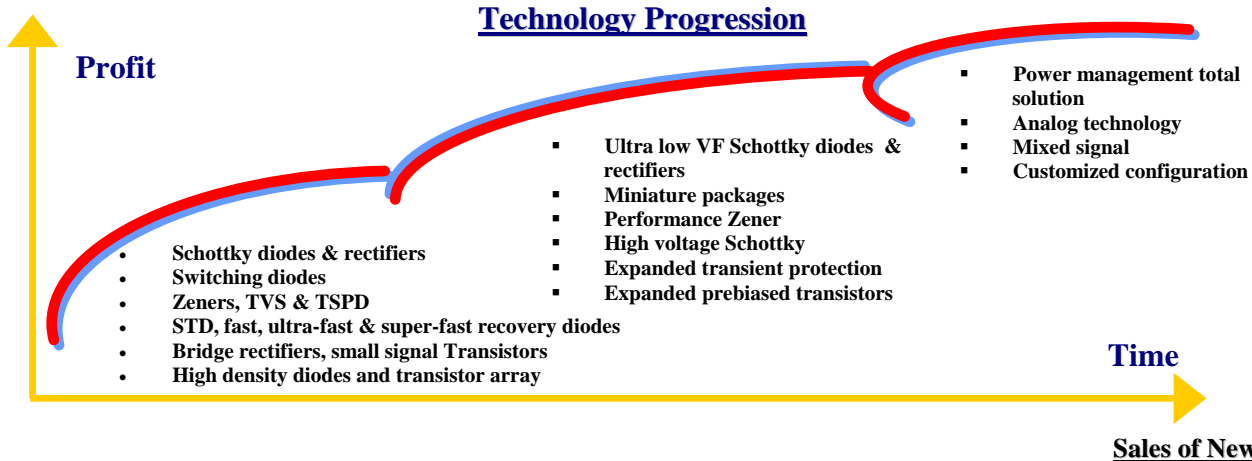 Technology Progression
Profit
• Schottky diodes & rectifiers
• Switching diodes
• Zeners, TVS & TSPD
• STD, fast, ultra-fast & super-fast recovery diodes
• Bridge rectifiers, small signal Transistors
• High density diodes and transistor array
▪ Ultra low VF Schottky diodes &
rectifiers
▪ Miniature packages
▪ Performance Zener
▪ High voltage Schottky
▪ Expanded transient protection
▪ Expanded prebiased transistors
▪ Power management total
solution
▪ Analog technology
▪ Mixed signal
▪ Customized configuration
Time
Sales of New